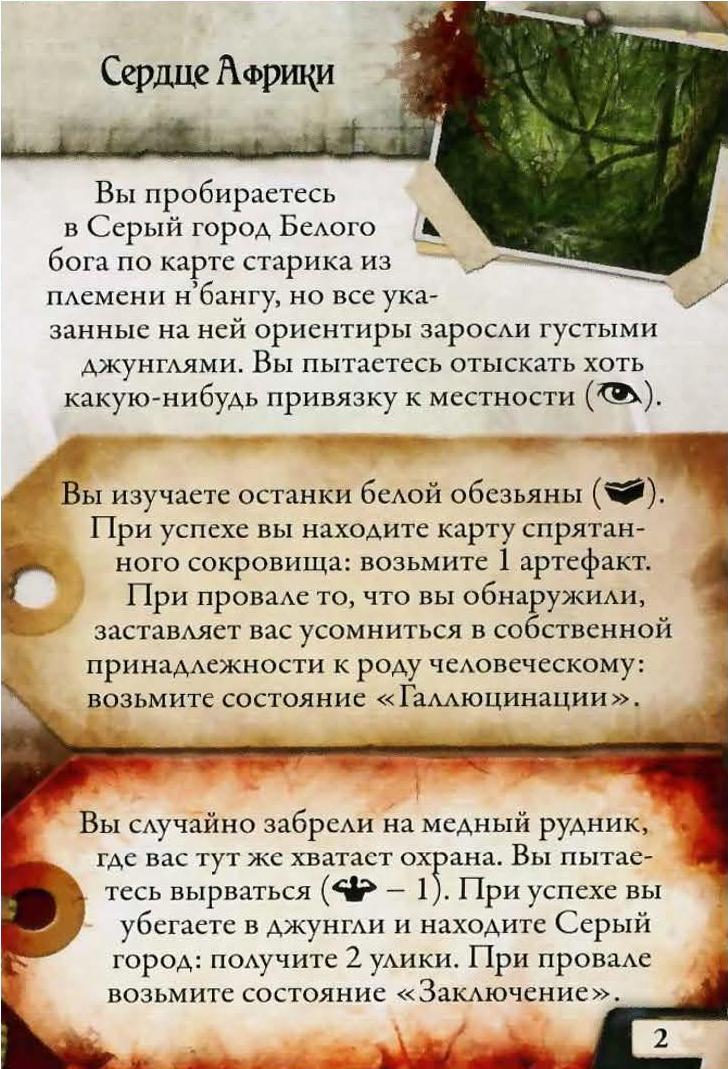 Сердце Африки
Вы пробираетесь
в Серый город Белого
бога по карте старика из
племени н'бангу, но все ука-
занные на ней ориентиры заросли густыми
джунглями. Вы пытаетесь отыскать хоть
какую-нибудь привязку к местности ( ).
Вы изучаете останки белой обезьяны ( ).
При успехе вы находите карту спрятан-
ного сокровища: возьмите 1 артефакт.
При провале то, что вы обнаружили,
заставляет вас усомниться в собственной
принадлежности к роду человеческому:
возьмите состояние «Галлюцинации».
Вы случайно забрели на медный рудник,
где вас тут же хватает охрана. Вы пытае-
тесь вырваться ( – 1). При успехе вы
убегаете в джунгли и находите Серый
город: получите 2 улики. При провале
возьмите состояние «Заключение».
2